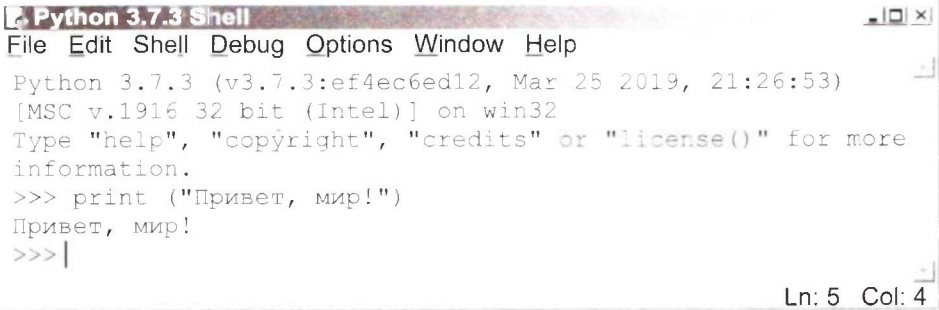 Python 3.7.3 Shell
File Edit Shell Debug Options Window Help
Python 3.7.3 (v3.7.3:ef4ec6ed12, Mar 25 2019, 21:26:53)
[MSC v.1916 32 bit (Intel)] on win32
Type "help", "copyright", "credits" or "license()" for more
information.
>>> print ("Привет, мир!")
Привет, мир!
>>>
Ln: 5 Col: 4